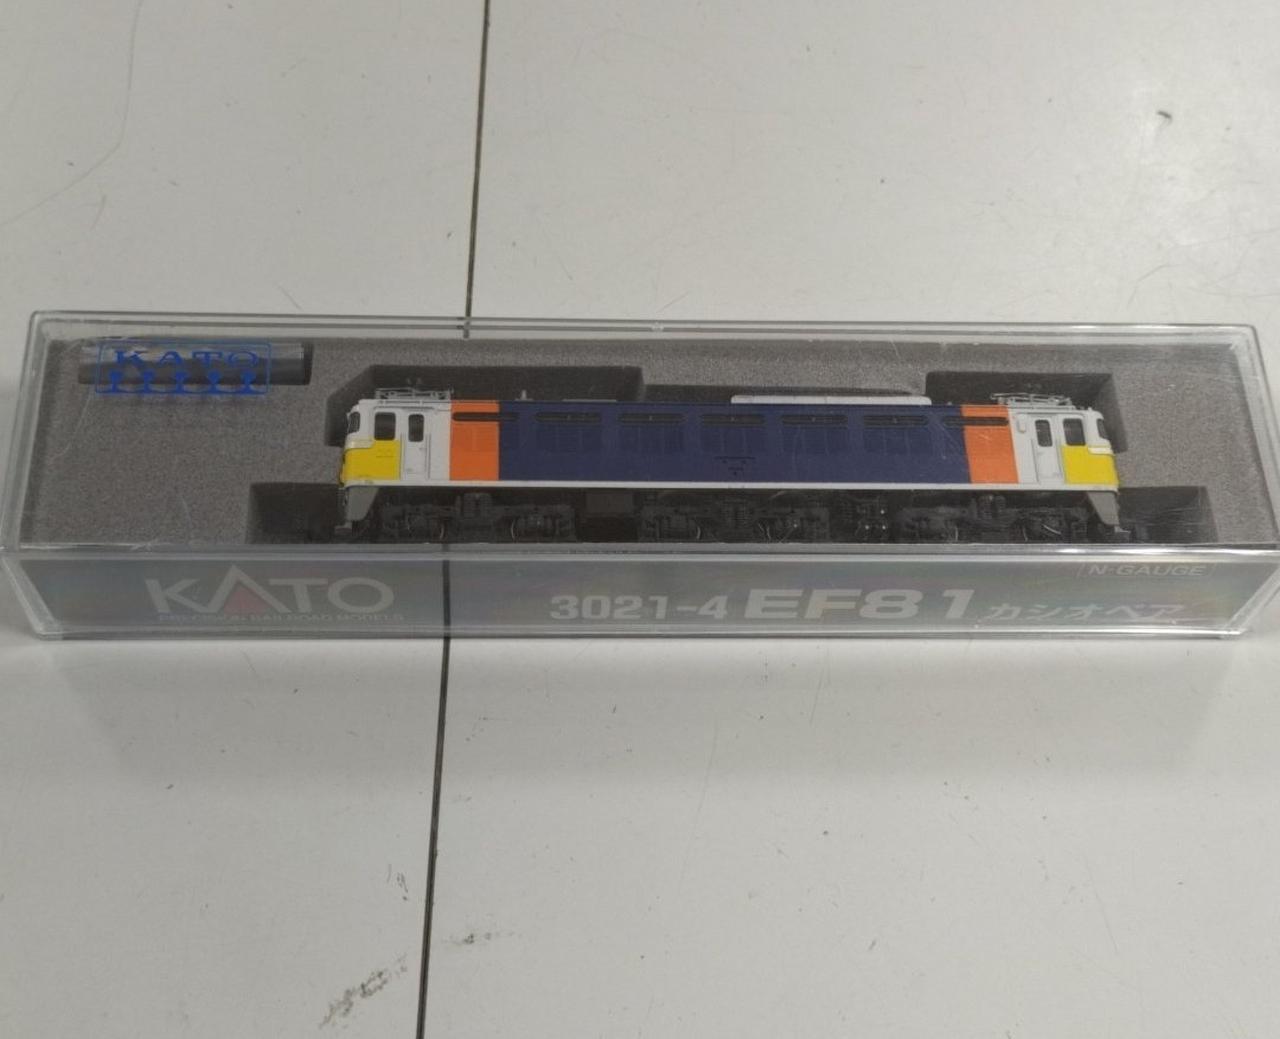 KATO
KATO
PRECISION RAILROAD MODELS
3021-4 EF81 カシオペア
N-GAUGE